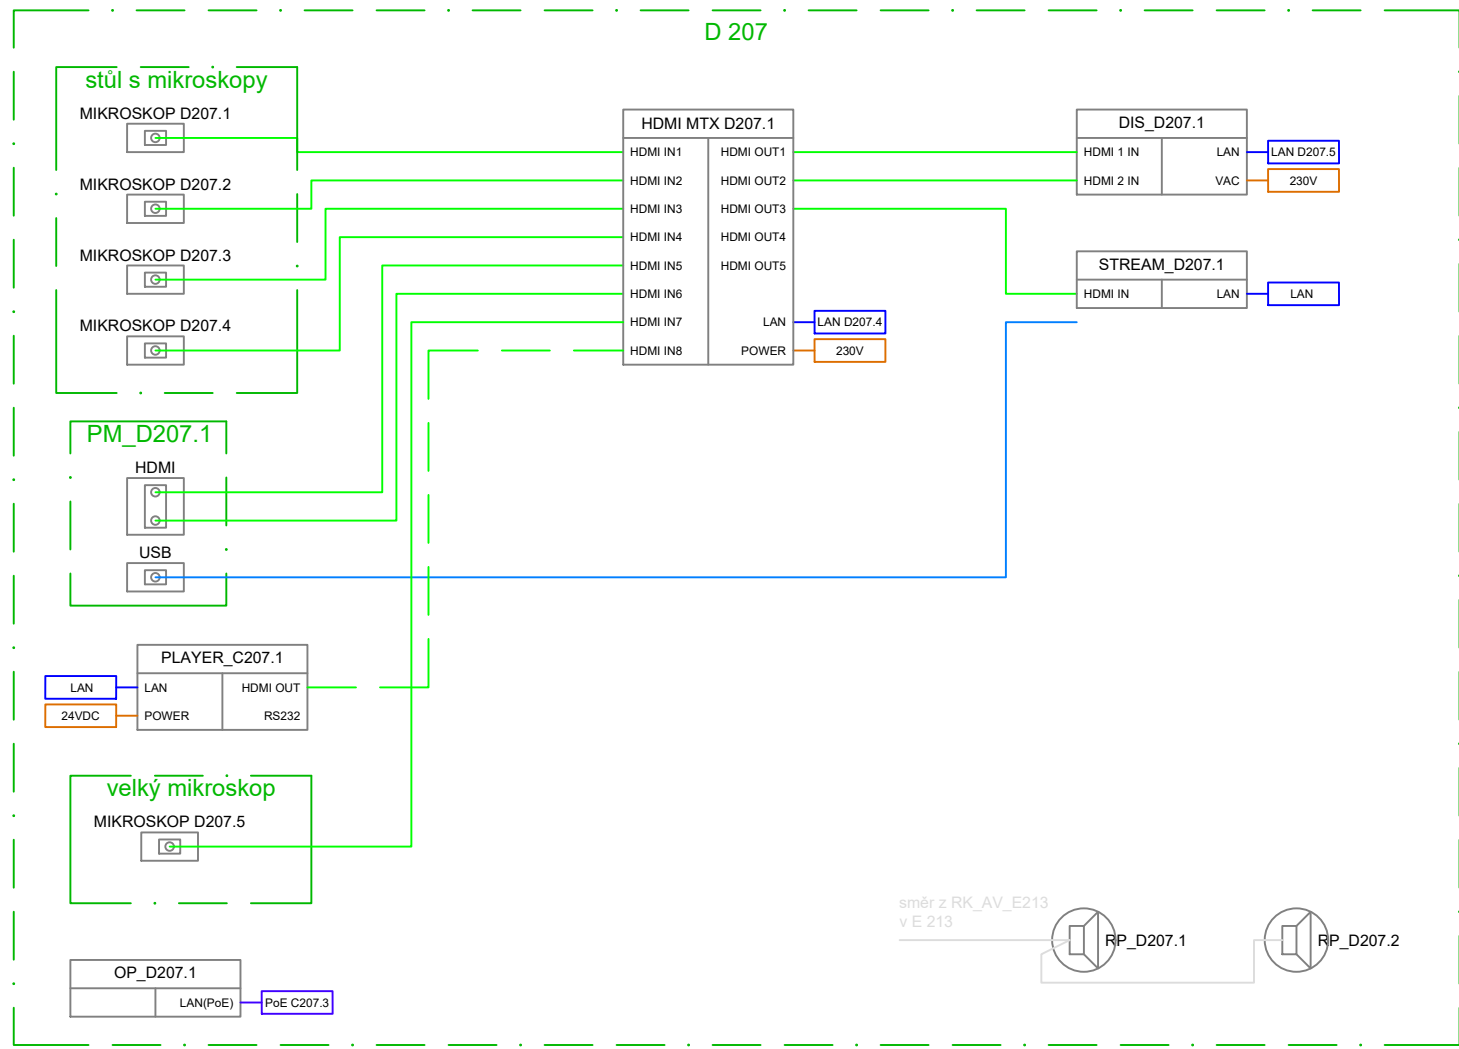 D 207
stůl s mikroskopy
MIKROSKOP D207.1
MIKROSKOP D207.2
MIKROSKOP D207.3
MIKROSKOP D207.4
HDMI MTX D207.1
HDMI IN1 HDMI OUT1
HDMI IN2 HDMI OUT2
HDMI IN3 HDMI OUT3
HDMI IN4 HDMI OUT4
HDMI IN5 HDMI OUT5
HDMI IN6
HDMI IN7 LAN LAN D207.4
HDMI IN8 POWER 230V
DIS_D207.1
HDMI 1 IN LAN LAN D207.5
HDMI 2 IN VAC 230V
STREAM_D207.1
HDMI IN LAN LAN
PM_D207.1
HDMI
USB
PLAYER_C207.1
LAN LAN HDMI OUT
24VDC POWER RS232
velký mikroskop
MIKROSKOP D207.5
směr z RK_AV_E213
v E 213
RP_D207.1
RP_D207.2
OP_D207.1
LAN(PoE) PoE C207.3